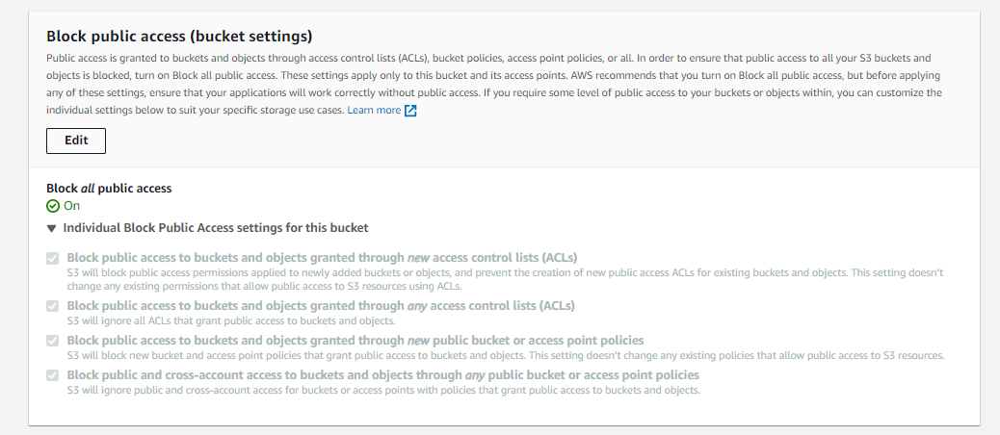 Block public access (bucket settings)
Public access is granted to buckets and objects through access control lists (ACLs), bucket policies, access point policies, or all. In order to ensure that public access to all your S3 buckets and
objects is blocked, turn on Block all public access. These settings apply only to this bucket and its access points. AWS recommends that you turn on Block all public access, but before applying
any of these settings, ensure that your applications will work correctly without public access. If you require some level of public access to your buckets or objects within, you can customize the
individual settings below to suit your specific storage use cases. Learn more
Edit
Block all public access
On
Individual Block Public Access settings for this bucket
Block public access to buckets and objects granted through new access control lists (ACLs)
S3 will block public access permissions applied to newly added buckets or objects, and prevent the creation of new public access ACLs for existing buckets and objects. This setting doesn't
change any existing permissions that allow public access to S3 resources using ACLs.
Block public access to buckets and objects granted through any access control lists (ACLs)
S3 will ignore all ACLs that grant public access to buckets and objects.
Block public access to buckets and objects granted through new public bucket or access point policies
S3 will block new bucket and access point policies that grant public access to buckets and objects. This setting doesn't change any existing policies that allow public access to S3 resources.
Block public and cross-account access to buckets and objects through any public bucket or access point policies
S3 will ignore public and cross-account access for buckets or access points with policies that grant public access to buckets and objects.